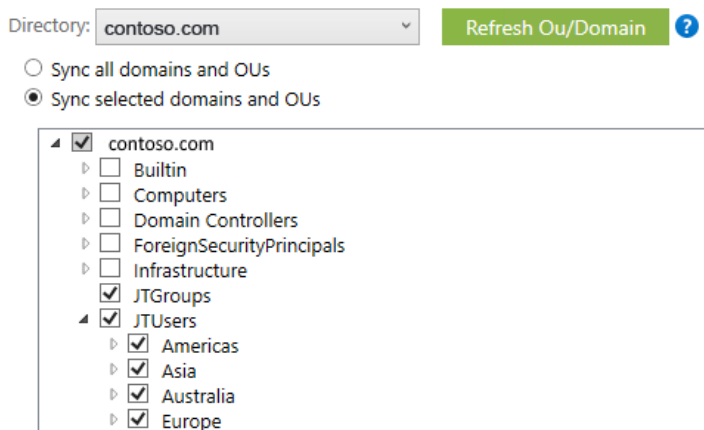 Directory: contoso.com Refresh Ou/Domain ?
Sync all domains and OUs
Sync selected domains and OUs
contoso.com
Builtin
Computers
Domain Controllers
ForeignSecurityPrincipals
Infrastructure
JTGroups
JTUsers
Americas
Asia
Australia
Europe